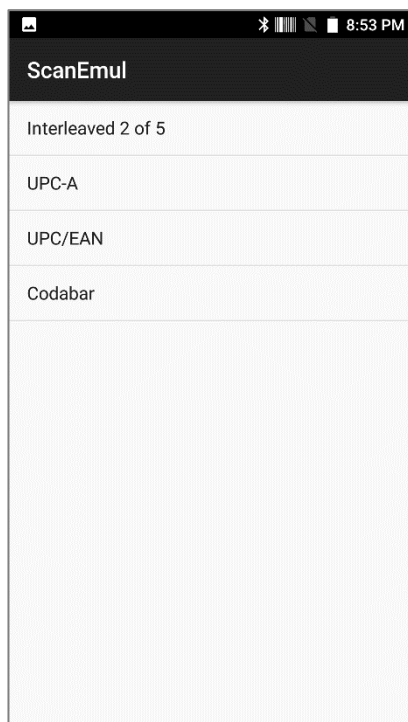 8:53 PM
ScanEmul
Interleaved 2 of 5
UPC-A
UPC/EAN
Codabar